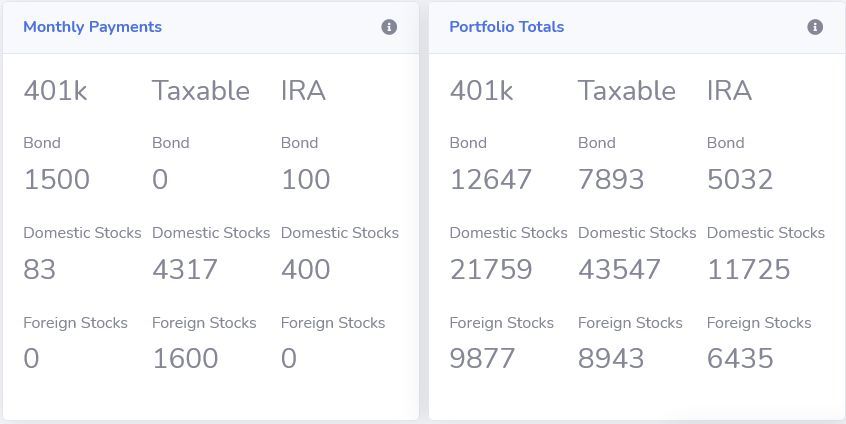 Monthly Payments
401k Taxable IRA
Bond Bond Bond
1500 0 100
Domestic Stocks Domestic Stocks Domestic Stocks
83 4317 400
Foreign Stocks Foreign Stocks Foreign Stocks
0 1600 0
Portfolio Totals
401k Taxable IRA
Bond Bond Bond
12647 7893 5032
Domestic Stocks Domestic Stocks Domestic Stocks
21759 43547 11725
Foreign Stocks Foreign Stocks Foreign Stocks
9877 8943 6435